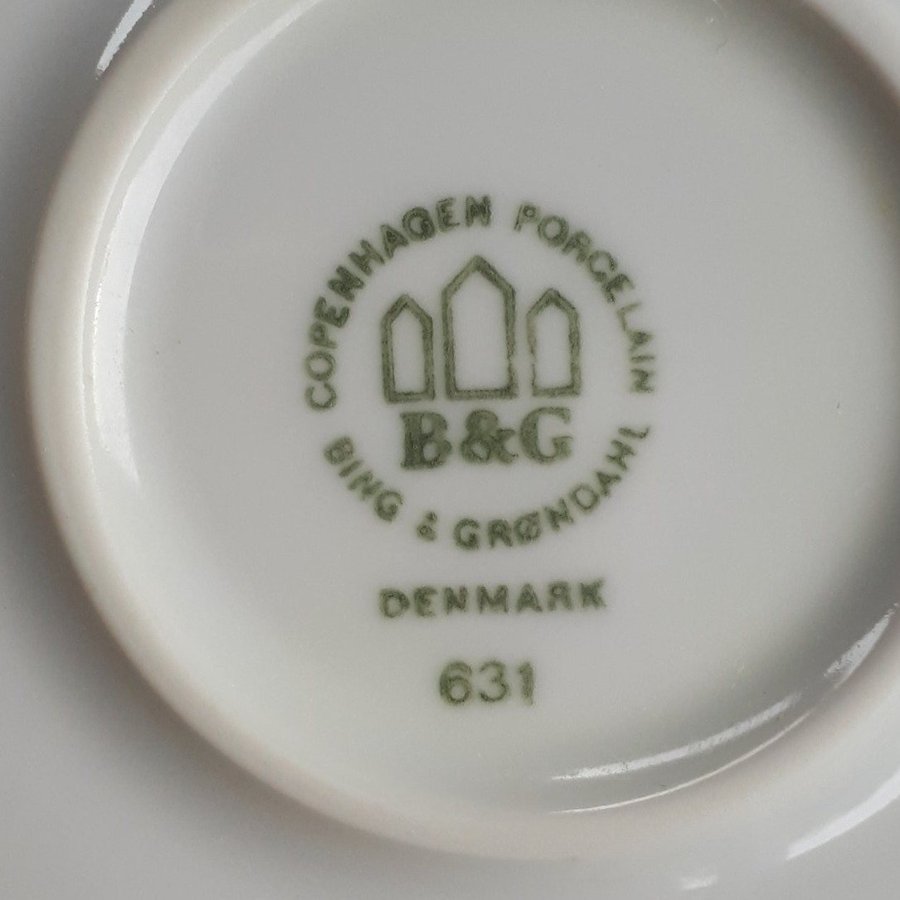 COPENHAGEN PORCELAIN
B&G
BING & GRØNDAHL
DENMARK
631